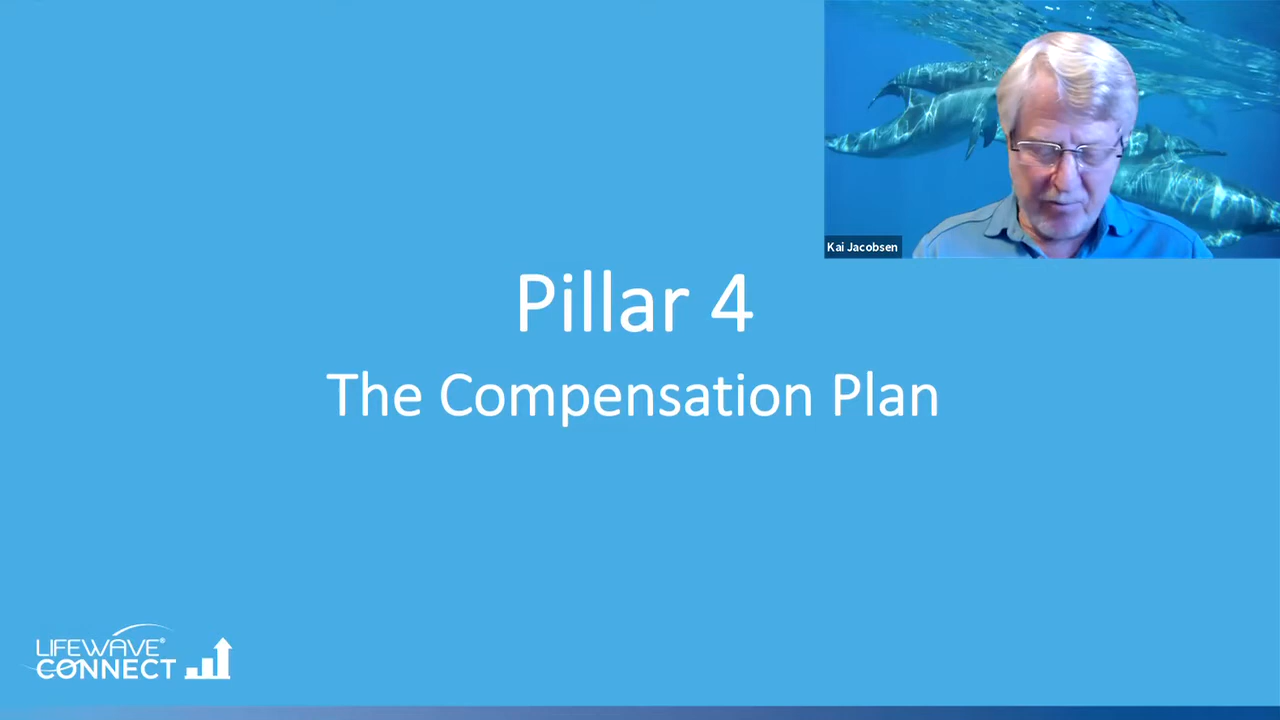 Kai Jacobsen
Pillar 4
The Compensation Plan
LIFEWAVE®
CONNECT